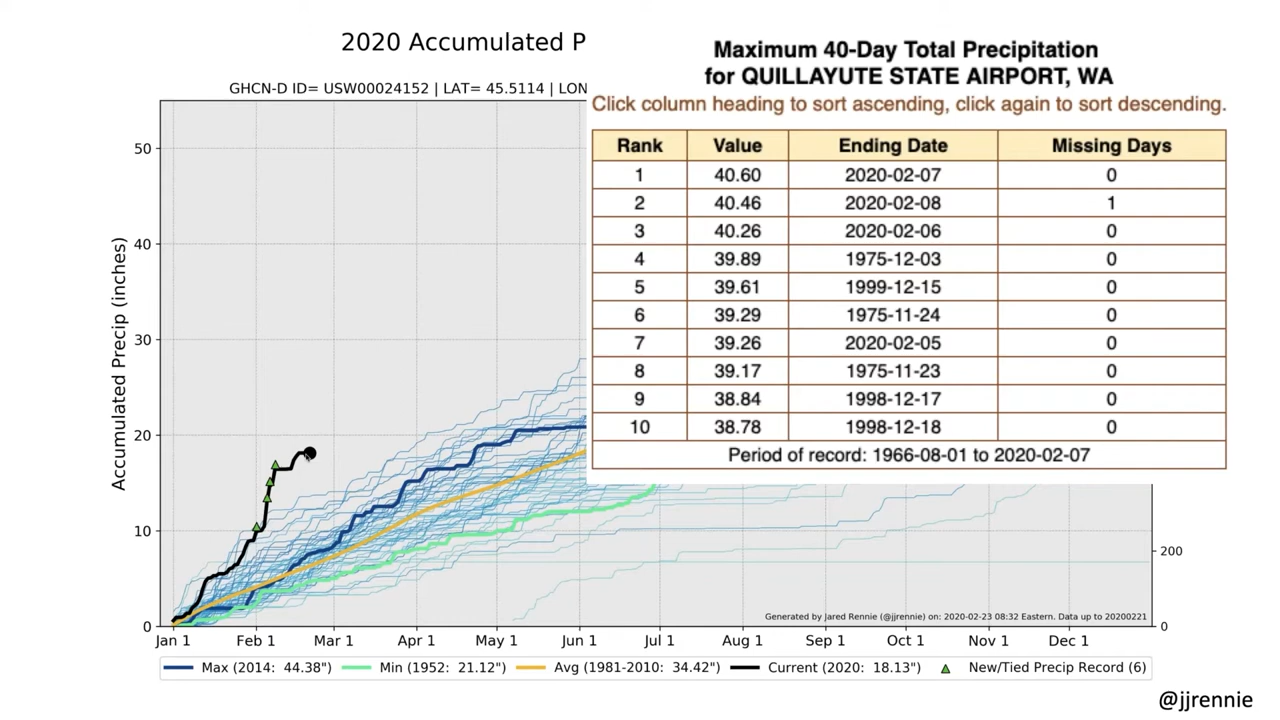 2020 Accumulated P
GHCN-D ID= USW00024152 | LAT= 45.5114 | LON
Accumulated Precip (inches)
50
40
30
20
10
0
200
0
Jan 1 Feb 1 Mar 1 Apr 1 May 1 Jun 1 Jul 1 Aug 1 Sep 1 Oct 1 Nov 1 Dec 1
Generated by Jared Rennie (@jjrennie) on: 2020-02-23 08:32 Eastern. Data up to 20200221
Max (2014: 44.38") Min (1952: 21.12") Avg (1981-2010: 34.42") Current (2020: 18.13") New/Tied Precip Record (6)
Maximum 40-Day Total Precipitation
for QUILLAYUTE STATE AIRPORT, WA
Click column heading to sort ascending, click again to sort descending.
Rank Value Ending Date Missing Days
1 40.60 2020-02-07 0
2 40.46 2020-02-08 1
3 40.26 2020-02-06 0
4 39.89 1975-12-03 0
5 39.61 1999-12-15 0
6 39.29 1975-11-24 0
7 39.26 2020-02-05 0
8 39.17 1975-11-23 0
9 38.84 1998-12-17 0
10 38.78 1998-12-18 0
Period of record: 1966-08-01 to 2020-02-07
@jjrennie